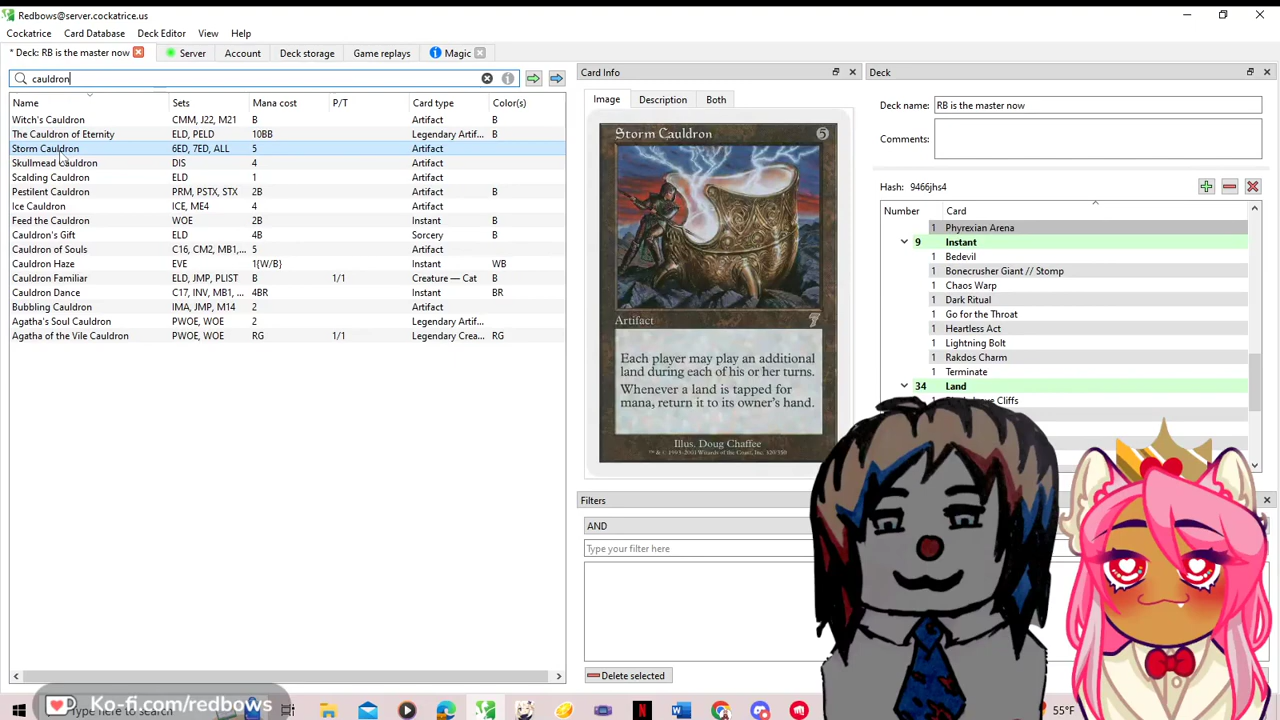 Redbows@server.cockatrice.us
Cockatrice Card Database Deck Editor View Help
* Deck: RB is the master now Server Account Deck storage Game replays Magic
cauldron
Name Sets Mana cost P/T Card type Color(s)
Witch's Cauldron CMM, J22, M21 B Artifact B
The Cauldron of Eternity ELD, PELD 10BB Legendary Artif... B
Storm Cauldron 6ED, 7ED, ALL 5 Artifact
Skullmead Cauldron DIS 4 Artifact
Scalding Cauldron ELD 1 Artifact
Pestilent Cauldron PRM, PSTX, STX 2B Artifact B
Ice Cauldron ICE, ME4 4 Artifact
Feed the Cauldron WOE 2B Instant B
Cauldron's Gift ELD 4B Sorcery B
Cauldron of Souls C16, CM2, MB1,... 5 Artifact
Cauldron Haze EVE 1{W/B} Instant WB
Cauldron Familiar ELD, JMP, PLIST B 1/1 Creature — Cat B
Cauldron Dance C17, INV, MB1, ... 4BR Instant BR
Bubbling Cauldron IMA, JMP, M14 2 Artifact
Agatha's Soul Cauldron PWOE, WOE 2 Legendary Artif...
Agatha of the Vile Cauldron PWOE, WOE RG 1/1 Legendary Crea... RG
Card Info
Image Description Both
Storm Cauldron 5
Artifact
Each player may play an additional
land during each of his or her turns.
Whenever a land is tapped for
mana, return it to its owner's hand.
Illus. Doug Chaffee
Deck
Deck name: RB is the master now
Comments:
Hash: 9466jhs4
Number Card
1 Phyrexian Arena
9 Instant
1 Bedevil
1 Bonecrusher Giant // Stomp
1 Chaos Warp
1 Dark Ritual
1 Go for the Throat
1 Heartless Act
1 Lightning Bolt
1 Rakdos Charm
1 Terminate
34 Land
Cliffs
Filters
AND
Type your filter here
Delete selected
Ko-fi.com/redbows
Type here to search
55°F